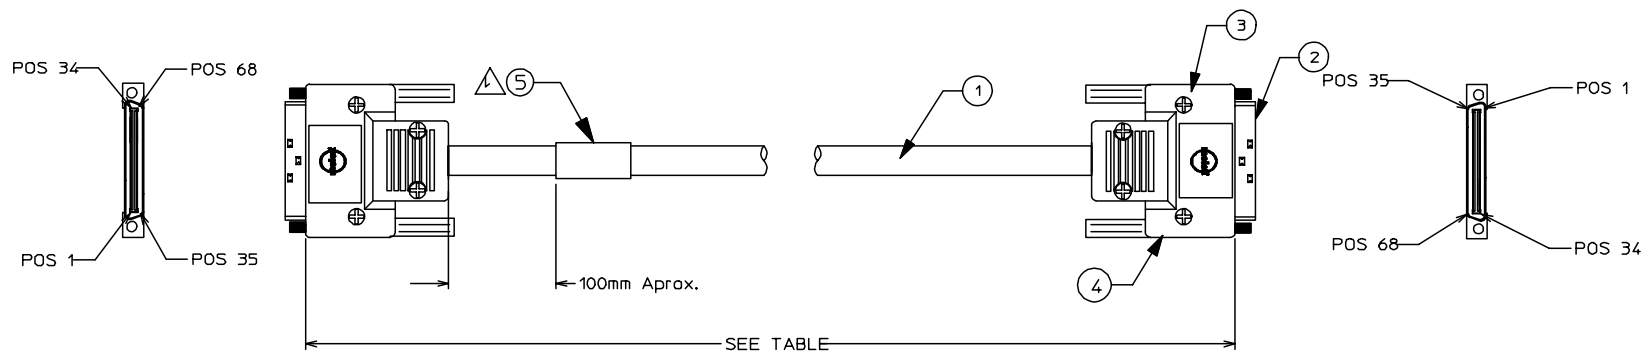 POS 34
POS 68
POS 1
POS 35
5
100mm Aprox.
1
3
2
4
POS 35
POS 1
POS 68
POS 34
SEE TABLE